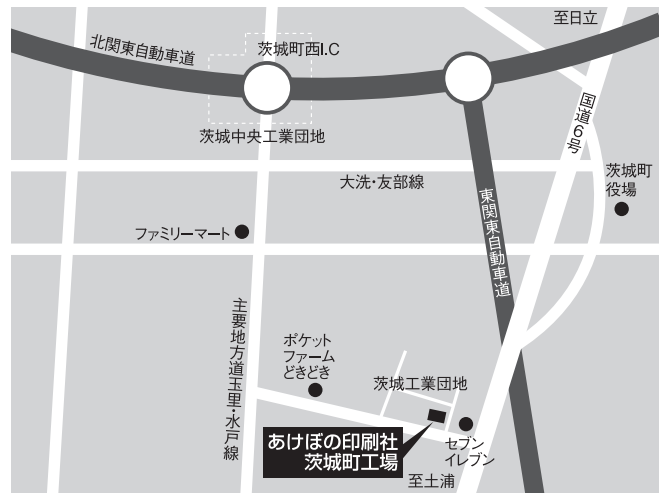 至日立
北関東自動車道
茨城町西I.C
国道6号
茨城中央工業団地
大洗・友部線
茨城町
役場
東関東自動車道
ファミリーマート
主要地方道玉里・水戸線
ポケット
ファーム
どきどき
茨城工業団地
あけぼの印刷社
茨城町工場
セブン
イレブン
至土浦